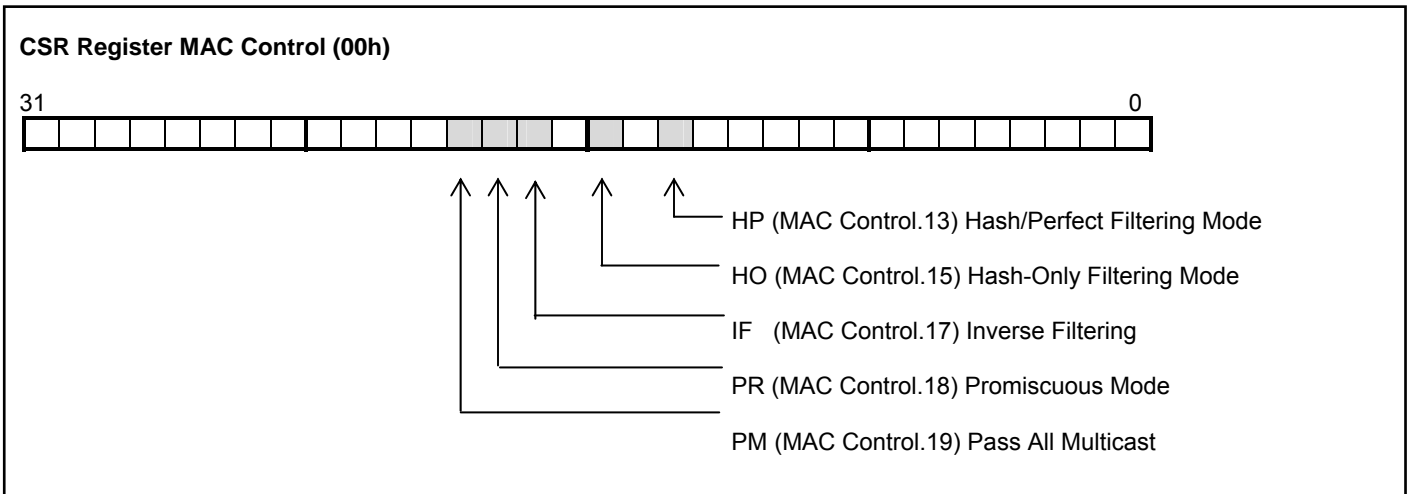 CSR Register MAC Control (00h)
31 0
HP (MAC Control.13) Hash/Perfect Filtering Mode
HO (MAC Control.15) Hash-Only Filtering Mode
IF (MAC Control.17) Inverse Filtering
PR (MAC Control.18) Promiscuous Mode
PM (MAC Control.19) Pass All Multicast